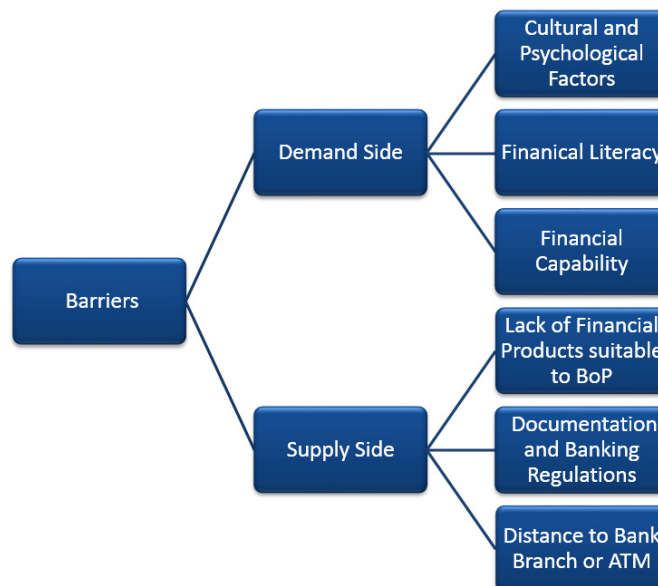 Barriers
Demand Side
Cultural and
Psychological
Factors
Finanical Literacy
Financial
Capability
Supply Side
Lack of Financial
Products suitable
to BoP
Documentation
and Banking
Regulations
Distance to Bank
Branch or ATM